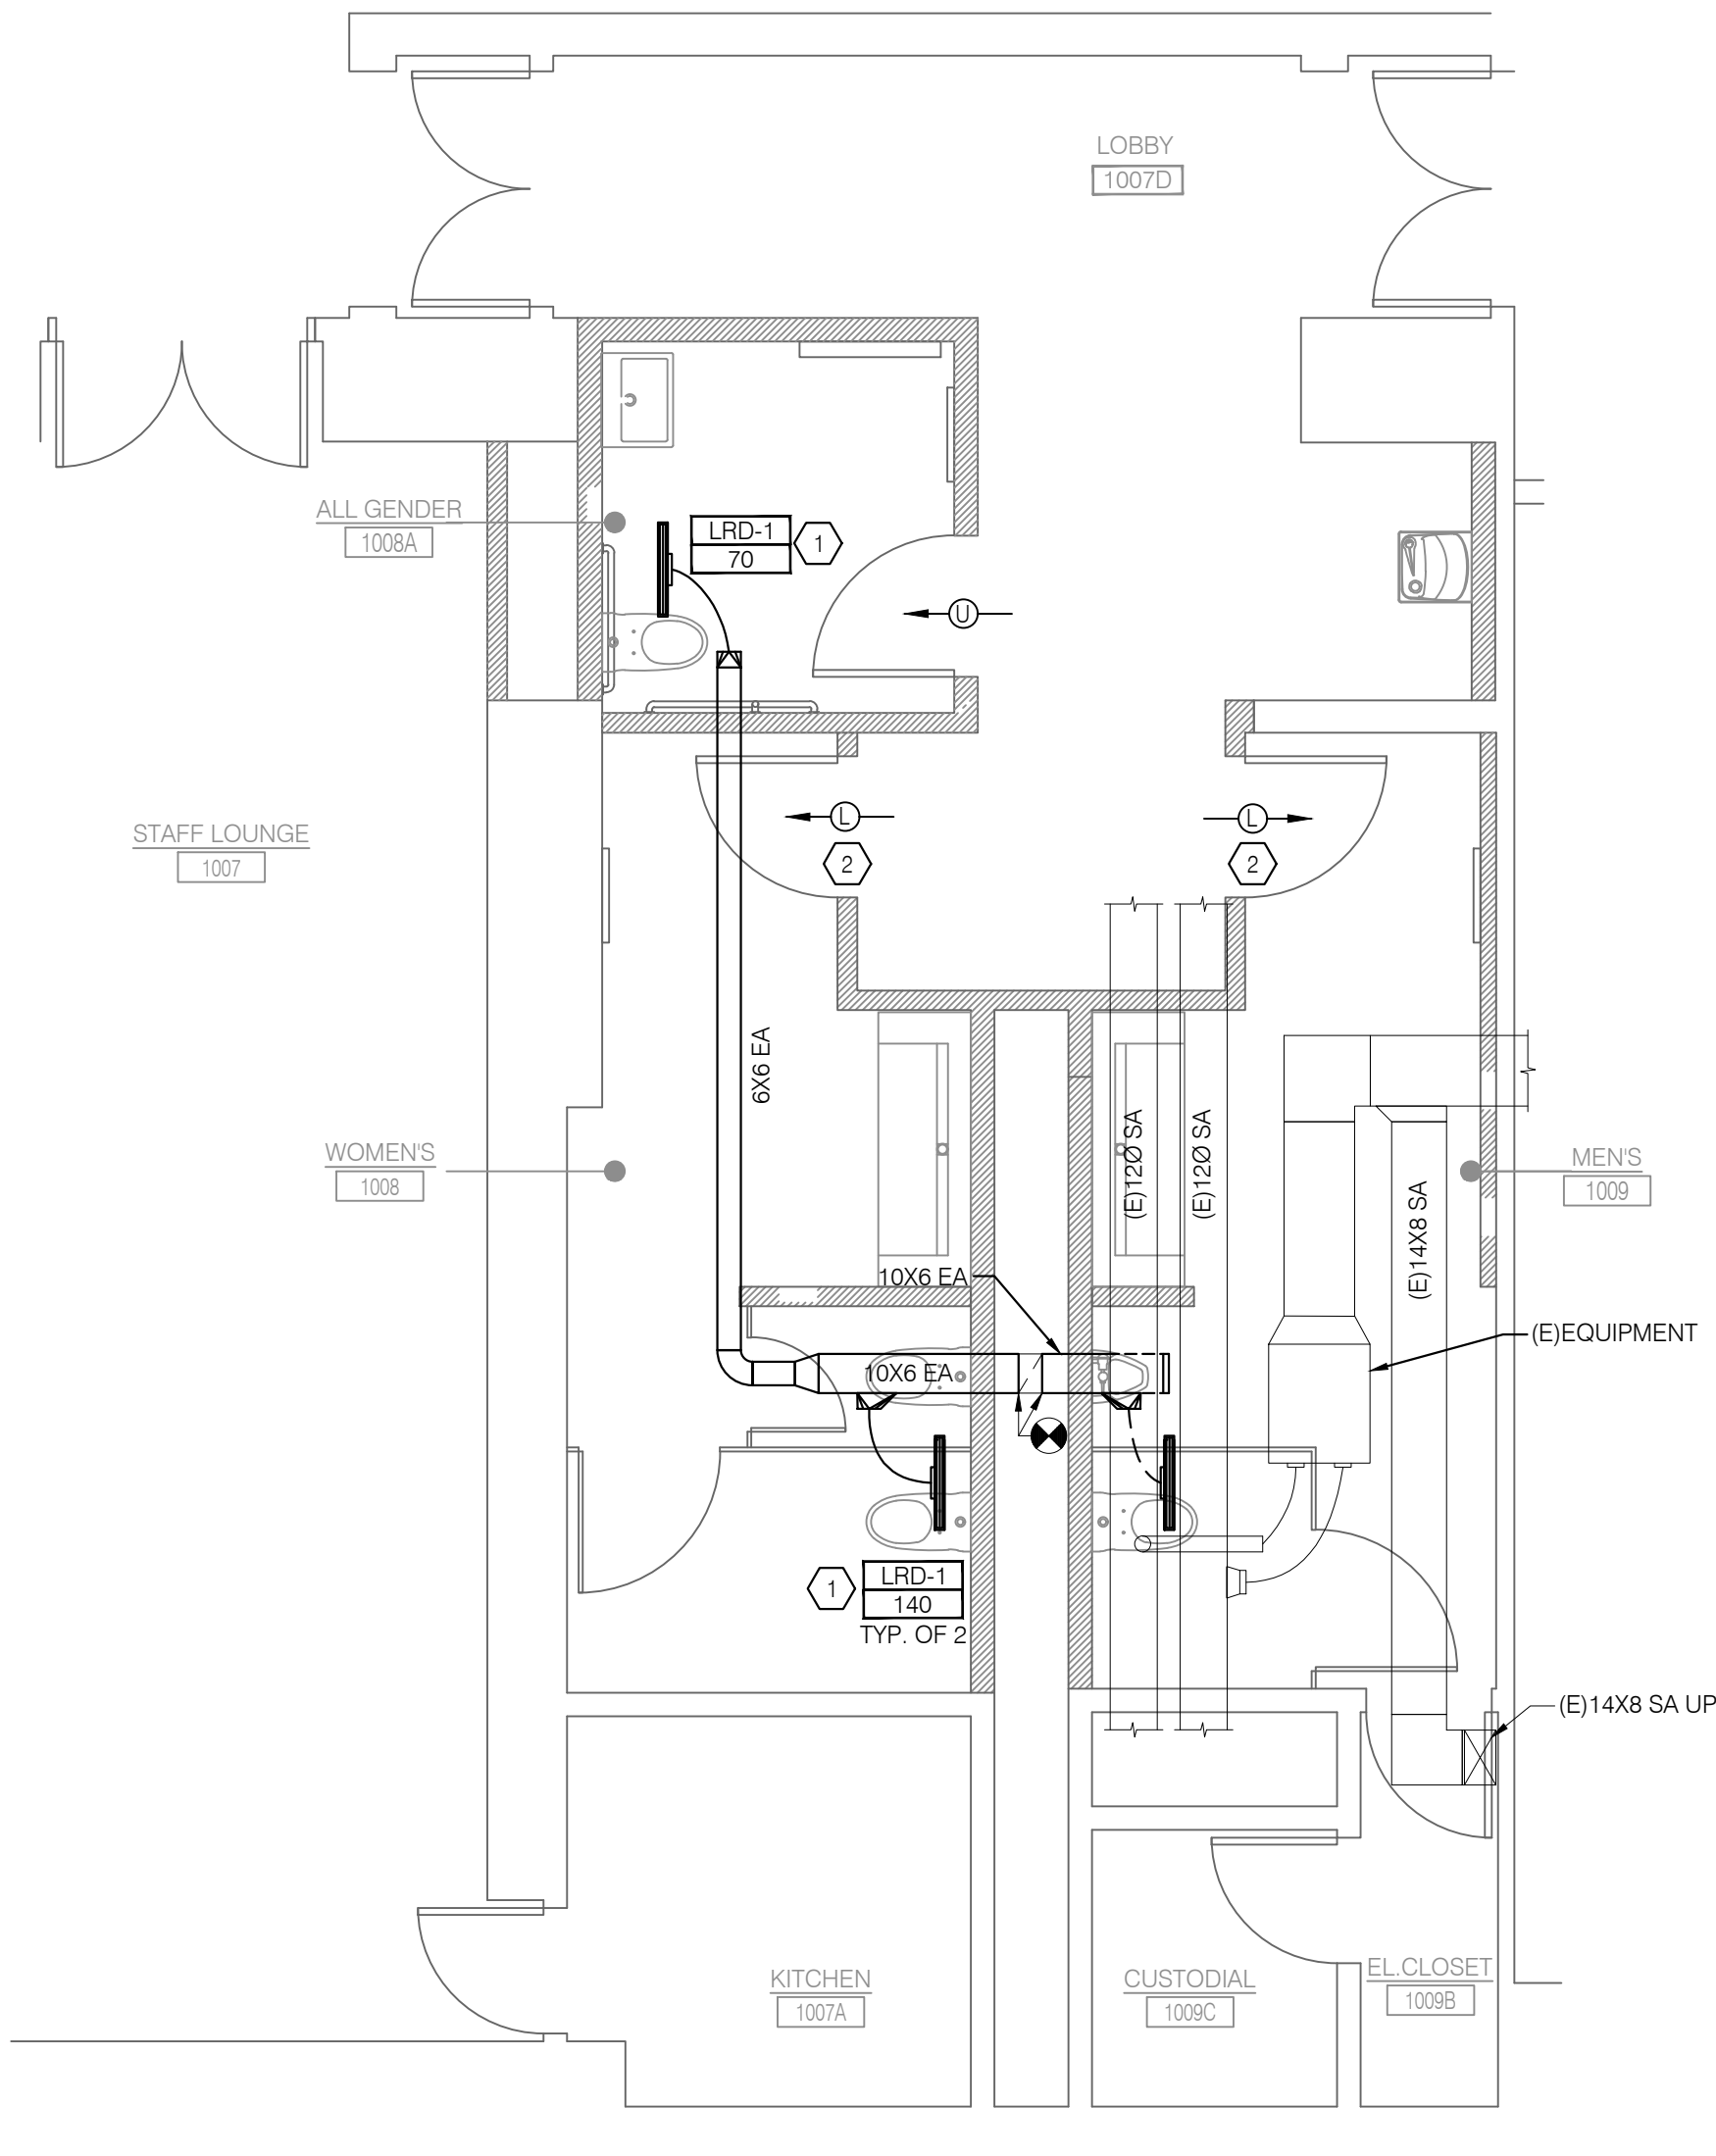 LOBBY
1007D
ALL GENDER
1008A
LRD-1
70
1
U
STAFF LOUNGE
1007
L
2
L
2
6X6 EA
(E)12Ø SA
(E)12Ø SA
WOMEN'S
1008
MEN'S
1009
(E)14X8 SA
10X6 EA
(E)EQUIPMENT
10X6 EA
1
LRD-1
140
TYP. OF 2
(E)14X8 SA UP
KITCHEN
1007A
CUSTODIAL
1009C
EL.CLOSET
1009B